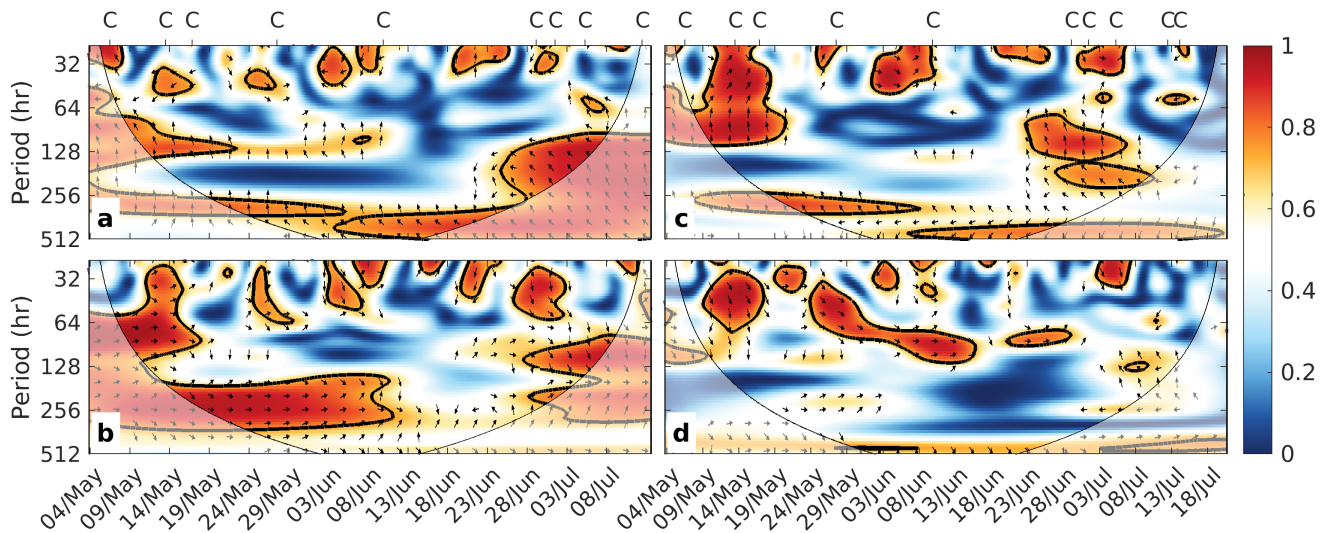 C C C C C C C C C C C C C C C C C C CC
32
64
128
256
512
Period (hr)
a
c
1
0.8
0.6
0.4
0.2
0
32
64
128
256
512
Period (hr)
b
d
04/May 09/May 14/May 19/May 24/May 29/May 03/Jun 08/Jun 13/Jun 18/Jun 23/Jun 28/Jun 03/Jul 08/Jul
04/May 09/May 14/May 19/May 24/May 29/May 03/Jun 08/Jun 13/Jun 18/Jun 23/Jun 28/Jun 03/Jul 08/Jul 13/Jul 18/Jul